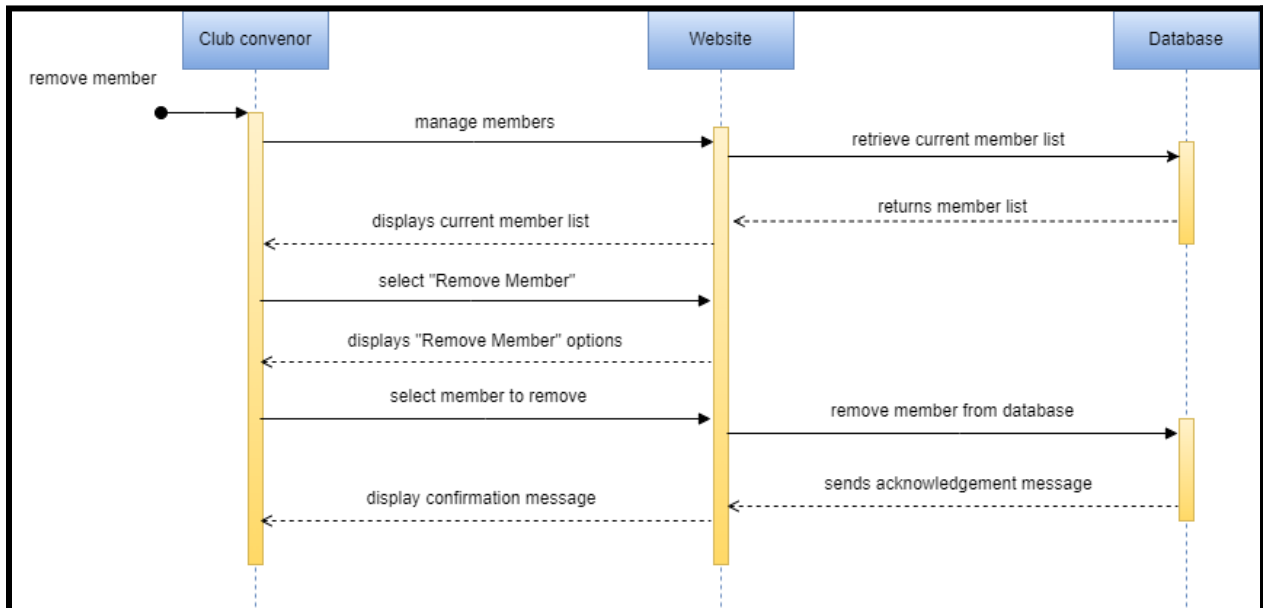 Club convenor
Website
Database
remove member
manage members
retrieve current member list
returns member list
displays current member list
select "Remove Member"
displays "Remove Member" options
select member to remove
remove member from database
sends acknowledgement message
display confirmation message